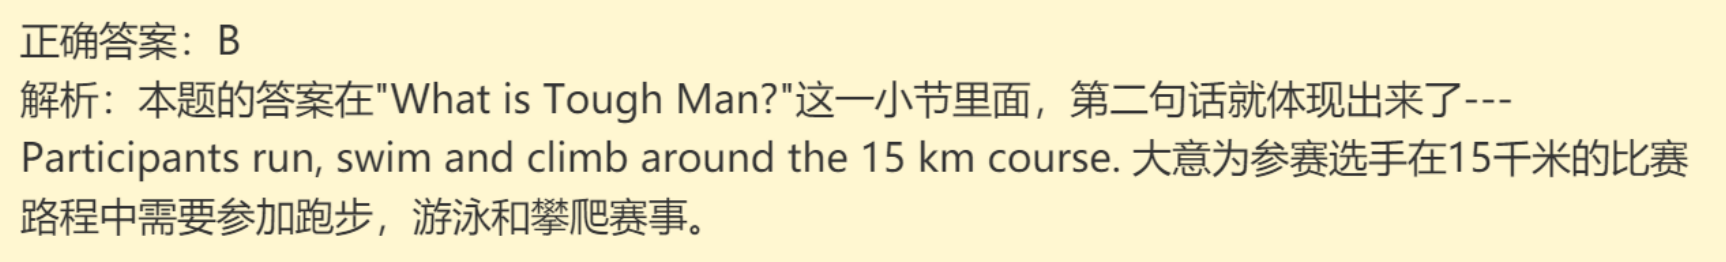 正确答案：B
解析：本题的答案在"What is Tough Man?"这一小节里面，第二句话就体现出来了---
Participants run, swim and climb around the 15 km course. 大意为参赛选手在15千米的比赛
路程中需要参加跑步，游泳和攀爬赛事。